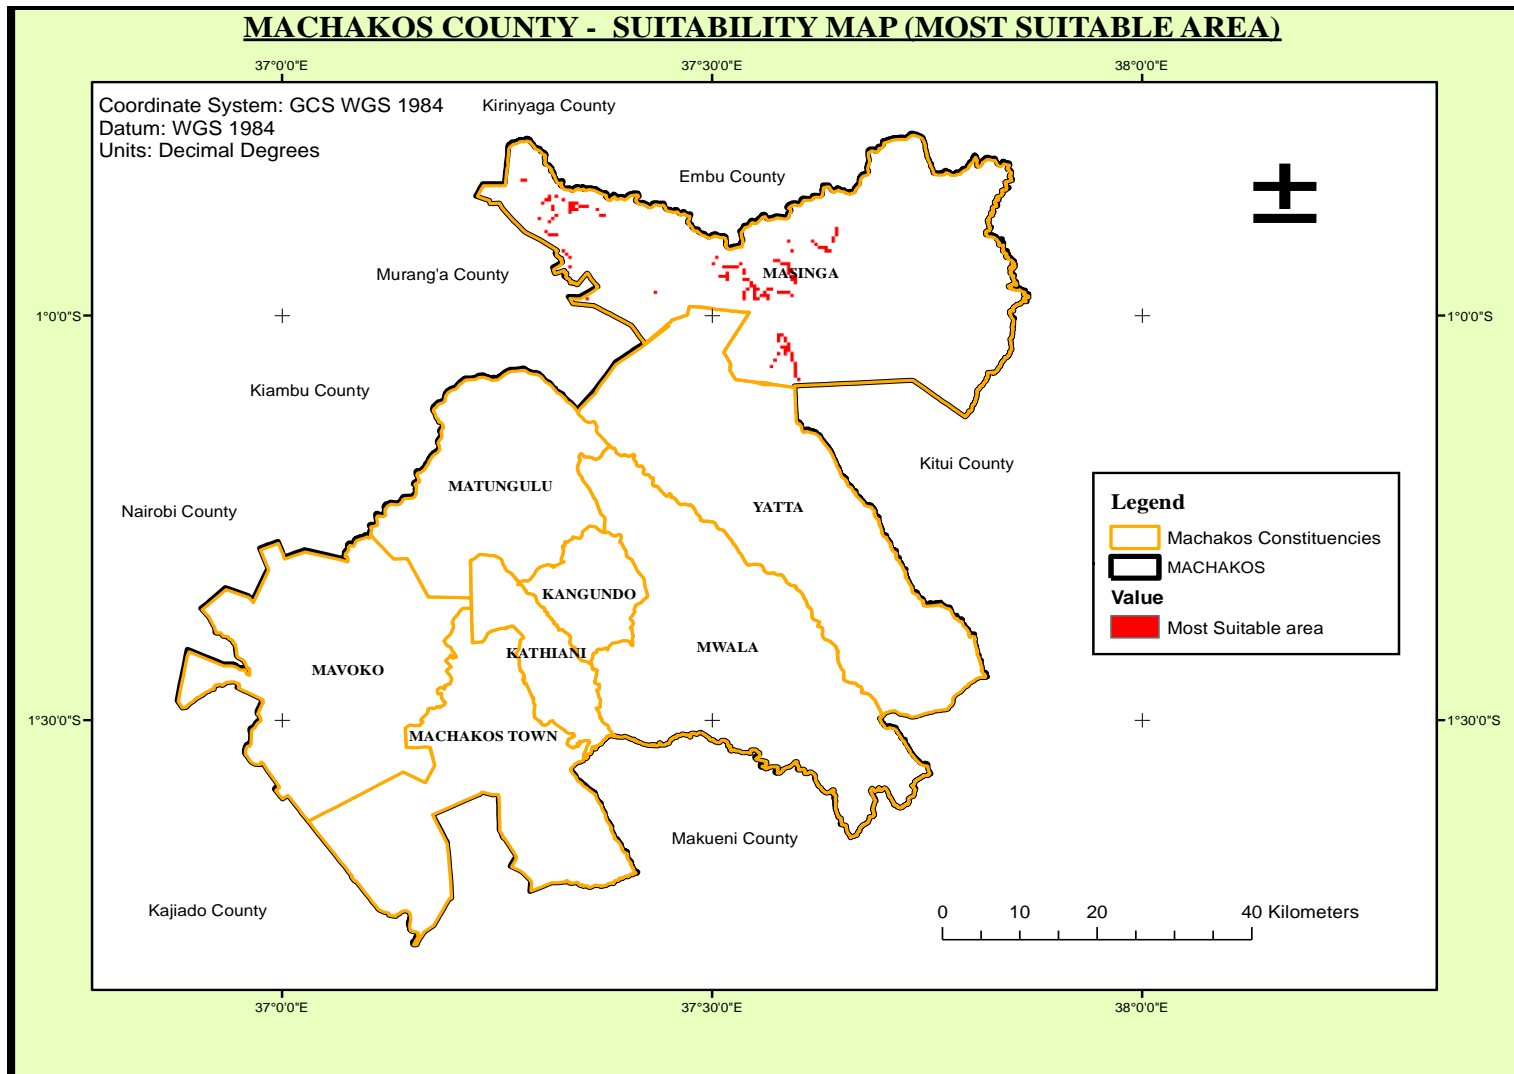 MACHAKOS COUNTY - SUITABILITY MAP (MOST SUITABLE AREA)
37°0'0"E
37°30'0"E
38°0'0"E
Coordinate System: GCS WGS 1984
Datum: WGS 1984
Units: Decimal Degrees
Kirinyaga County
Embu County
Murang'a County
MASINGA
1°0'0"S
1°0'0"S
Kiambu County
Kitui County
MATUNGULU
YATTA
Nairobi County
Legend
Machakos Constituencies
MACHAKOS
Value
Most Suitable area
KANGUNDO
KATHIANI
MWALA
MAVOKO
1°30'0"S
1°30'0"S
MACHAKOS TOWN
Makueni County
Kajiado County
0 10 20 40 Kilometers
37°0'0"E
37°30'0"E
38°0'0"E